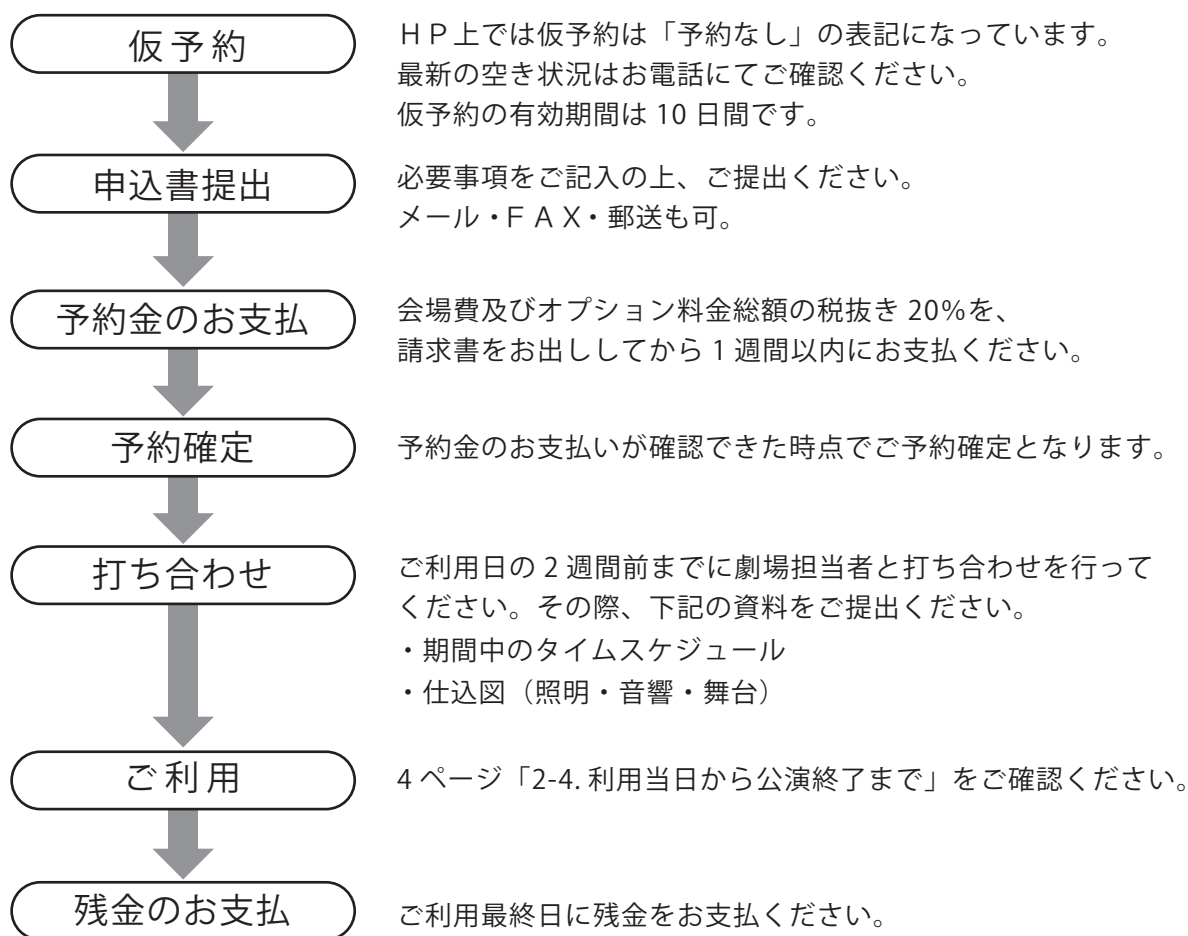 仮予約
ＨＰ上では仮予約は「予約なし」の表記になっています。
最新の空き状況はお電話にてご確認ください。
仮予約の有効期間は 10 日間です。
申込書提出
必要事項をご記入の上、ご提出ください。
メール・ＦＡＸ・郵送も可。
予約金のお支払
会場費及びオプション料金総額の税抜き 20%を、
請求書をお出ししてから 1 週間以内にお支払ください。
予約確定
予約金のお支払いが確認できた時点でご予約確定となります。
打ち合わせ
ご利用日の 2 週間前までに劇場担当者と打ち合わせを行って
ください。その際、下記の資料をご提出ください。
・期間中のタイムスケジュール
・仕込図（照明・音響・舞台）
ご利用
4 ページ「2-4. 利用当日から公演終了まで」をご確認ください。
残金のお支払
ご利用最終日に残金をお支払ください。